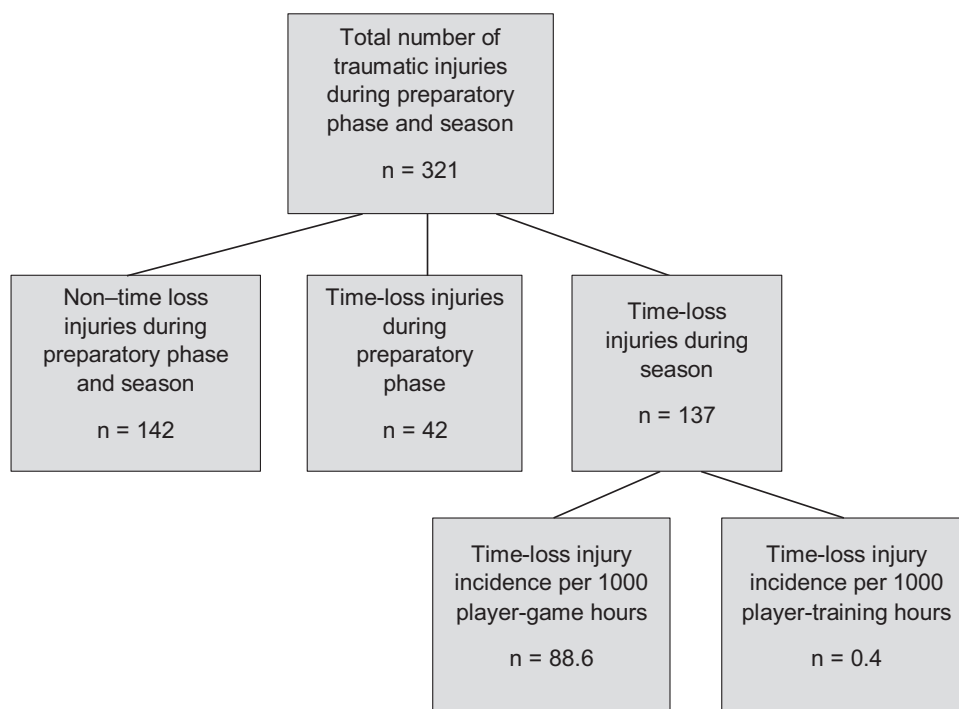 Total number of
traumatic injuries
during preparatory
phase and season
n = 321
Non–time loss
injuries during
preparatory phase
and season
n = 142
Time-loss injuries
during
preparatory
phase
n = 42
Time-loss
injuries during
season
n = 137
Time-loss injury
incidence per 1000
player-game hours
n = 88.6
Time-loss injury
incidence per 1000
player-training hours
n = 0.4